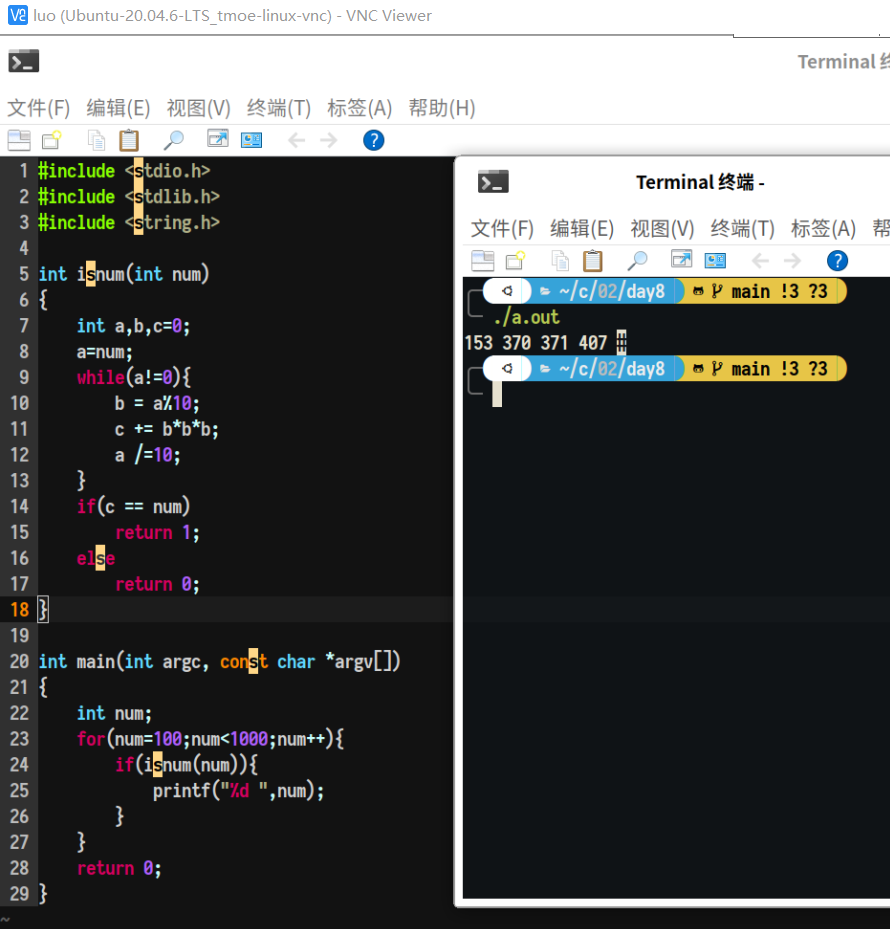 luo (Ubuntu-20.04.6-LTS_tmoe-linux-vnc) - VNC Viewer
Terminal 终
文件(F) 编辑(E) 视图(V) 终端(T) 标签(A) 帮助(H)
1 #include <stdio.h>
2 #include <stdlib.h>
3 #include <string.h>
4
5 int isnum(int num)
6 {
7     int a,b,c=0;
8     a=num;
9     while(a!=0){
10         b = a%10;
11         c += b*b*b;
12         a /=10;
13     }
14     if(c == num)
15         return 1;
16     else
17         return 0;
18 }
19
20 int main(int argc, const char *argv[])
21 {
22     int num;
23     for(num=100;num<1000;num++){
24         if(isnum(num)){
25             printf("%d ",num);
26         }
27     }
28     return 0;
29 }
~
Terminal 终端 -
文件(F) 编辑(E) 视图(V) 终端(T) 标签(A) 帮
~/c/02/day8 main !3 ?3
./a.out
153 370 371 407
~/c/02/day8 main !3 ?3